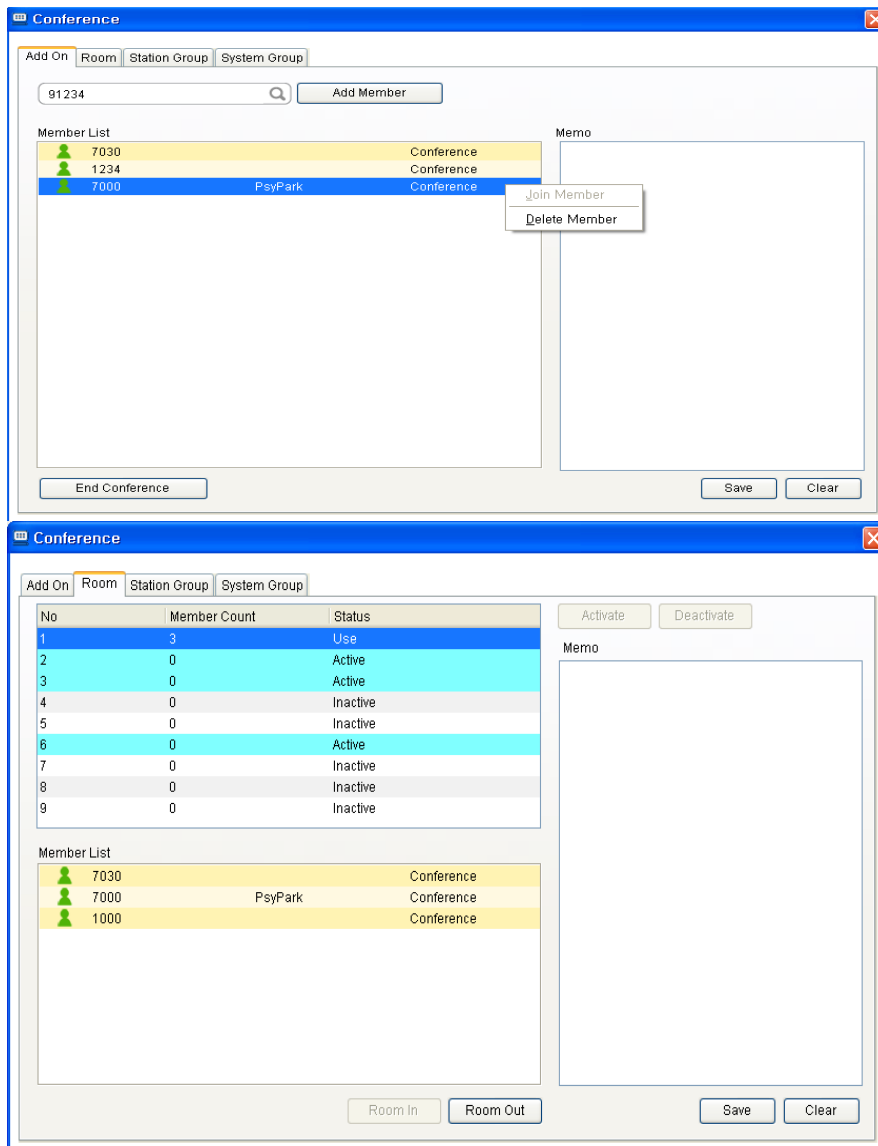 Conference
Add On Room Station Group System Group
91234 Add Member
Member List Memo
7030 Conference
1234 Conference
7000 PsyPark Conference
Join Member
Delete Member
End Conference Save Clear
Conference
Add On Room Station Group System Group
No Member Count Status Activate Deactivate
1 3 Use
Memo
2 0 Active
3 0 Active
4 0 Inactive
5 0 Inactive
6 0 Active
7 0 Inactive
8 0 Inactive
9 0 Inactive
Member List
7030 Conference
7000 PsyPark Conference
1000 Conference
Room In Room Out Save Clear